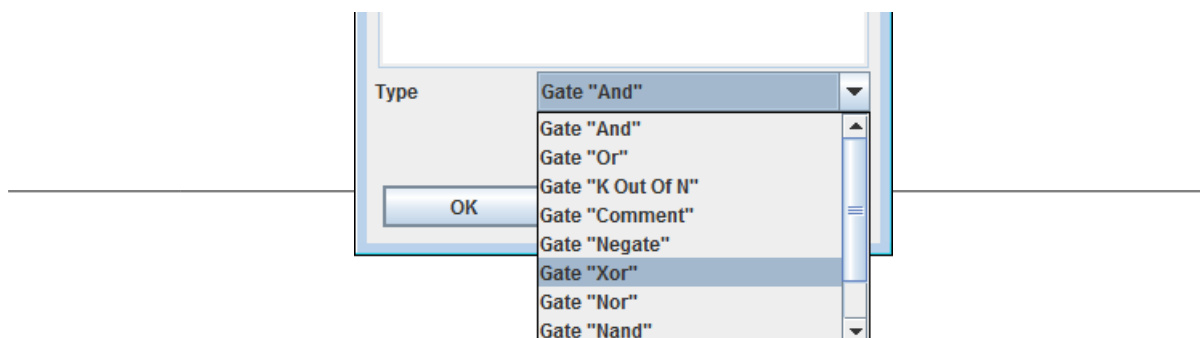 Type Gate "And"
Gate "And"
Gate "Or"
Gate "K Out Of N"
OK
Gate "Comment"
Gate "Negate"
Gate "Xor"
Gate "Nor"
Gate "Nand"